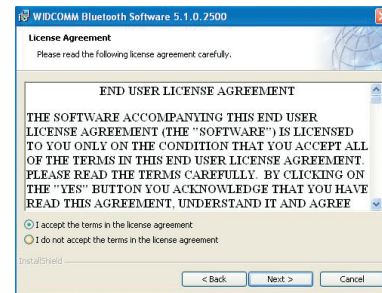 WIDCOMM Bluetooth Software 5.1.0.2500
License Agreement
Please read the following license agreement carefully.
END USER LICENSE AGREEMENT
THE SOFTWARE ACCOMPANYING THIS END USER
LICENSE AGREEMENT (THE "SOFTWARE") IS LICENSED
TO YOU ONLY ON THE CONDITION THAT YOU ACCEPT ALL
OF THE TERMS IN THIS END USER LICENSE AGREEMENT.
PLEASE READ THE TERMS CAREFULLY. BY CLICKING ON
THE "YES" BUTTON YOU ACKNOWLEDGE THAT YOU HAVE
READ THIS AGREEMENT, UNDERSTAND IT AND AGREE
I accept the terms in the license agreement
I do not accept the terms in the license agreement
InstallShield
< Back Next > Cancel